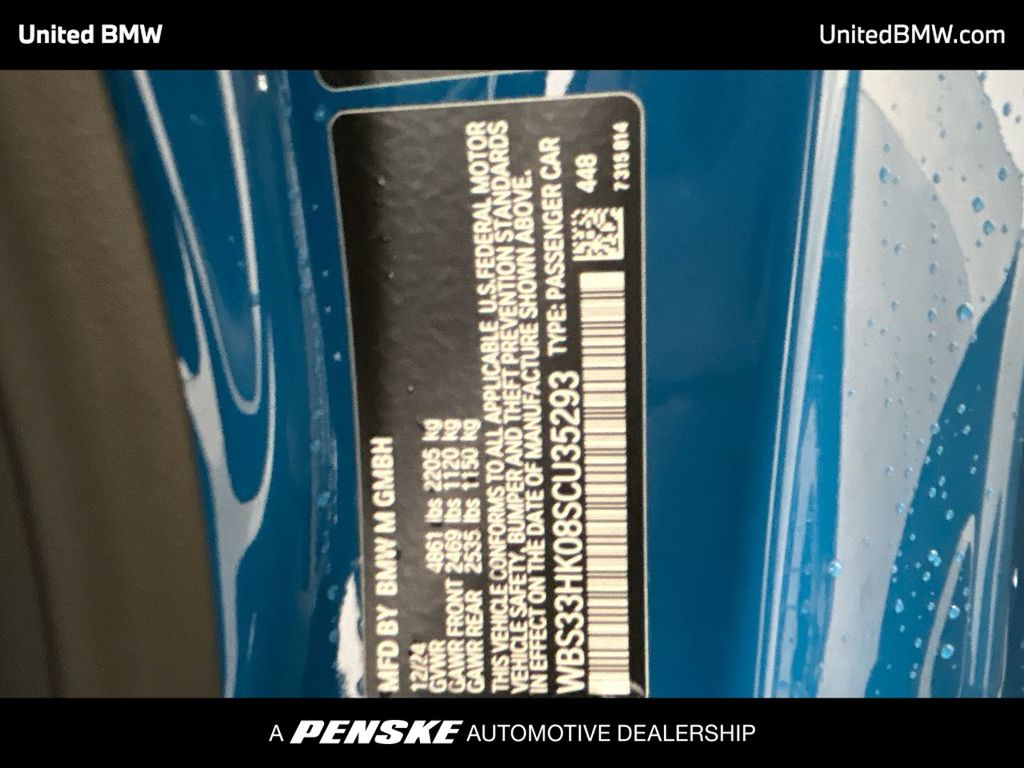 United BMW
UnitedBMW.com
MFD BY BMW M GMBH
12/24
GVWR 4861 lbs 2205 kg
GAWR FRONT 2469 lbs 1120 kg
GAWR REAR 2535 lbs 1150 kg
THIS VEHICLE CONFORMS TO ALL APPLICABLE U.S. FEDERAL MOTOR
VEHICLE SAFETY, BUMPER AND THEFT PREVENTION STANDARDS
IN EFFECT ON THE DATE OF MANUFACTURE SHOWN ABOVE.
WBS33HK08SCU35293 TYPE: PASSENGER CAR
448
7 315 814
A PENSKE AUTOMOTIVE DEALERSHIP